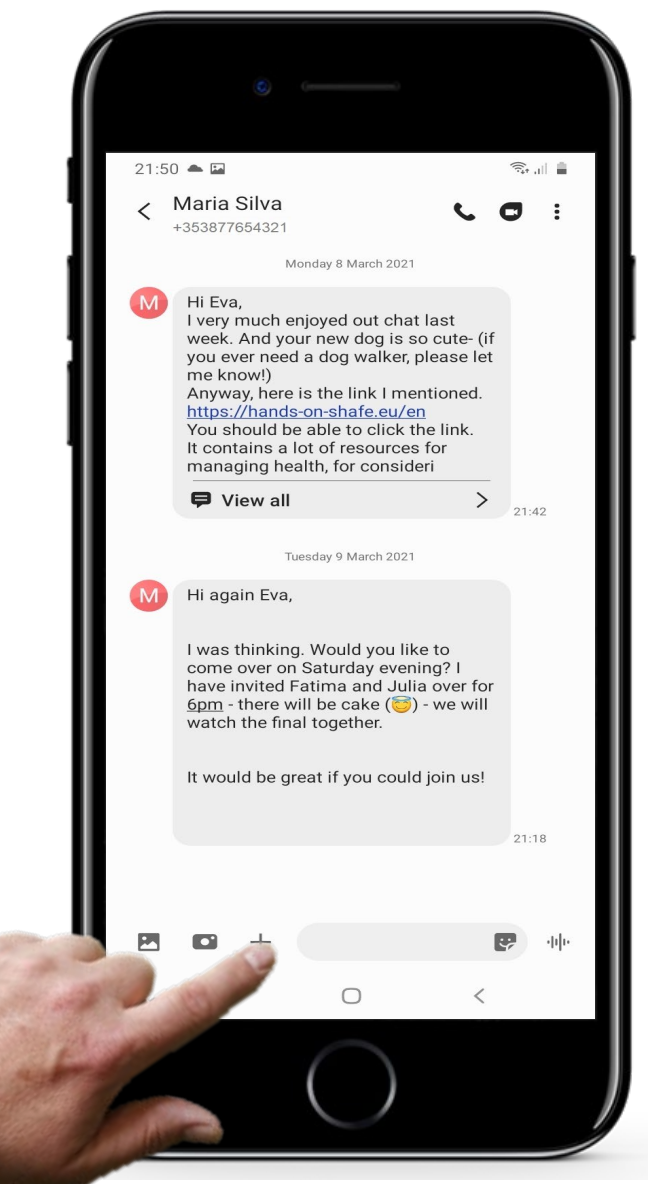 21:50
Maria Silva
+353877654321
Monday 8 March 2021
M
Hi Eva,
I very much enjoyed out chat last
week. And your new dog is so cute- (if
you ever need a dog walker, please let
me know!)
Anyway, here is the link I mentioned.
https://hands-on-shafe.eu/en
You should be able to click the link.
It contains a lot of resources for
managing health, for consideri
View all
21:42
Tuesday 9 March 2021
M
Hi again Eva,
I was thinking. Would you like to
come over on Saturday evening? I
have invited Fatima and Julia over for
6pm - there will be cake (😇) - we will
watch the final together.
It would be great if you could join us!
21:18